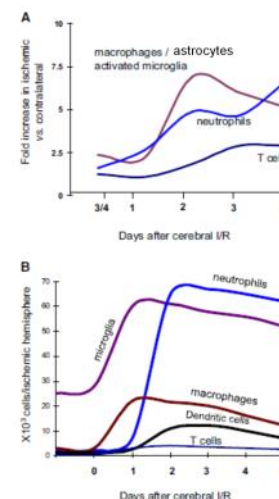 A
Fold increase in ischemic
vs. contralateral
10
7.5
5
2.5
0
macrophages / astrocytes
activated microglia
neutrophils
T ce
3/4 1 2 3
Days after cerebral I/R
B
X10³ cells/ischemic hemisphere
70
60
50
40
30
20
10
0
microglia
neutrophils
macrophages
Dendritic cells
T cells
0 1 2 3 4
Days after cerebral I/R